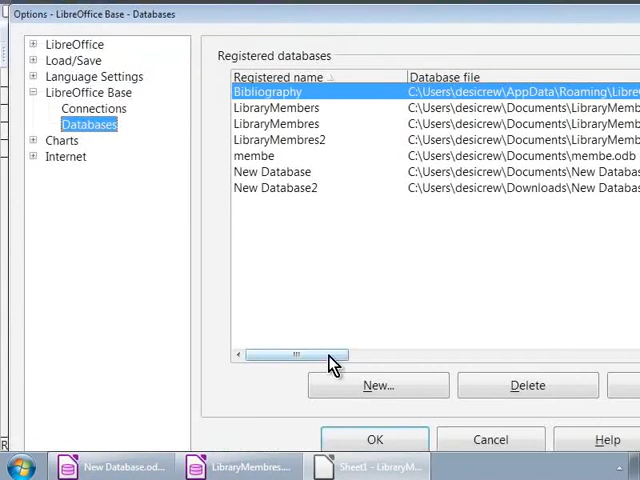 Options - LibreOffice Base - Databases
LibreOffice
Load/Save
Language Settings
LibreOffice Base
Connections
Databases
Charts
Internet
Registered databases
Registered name Database file
Bibliography C:\Users\desicrew\AppData\Roaming\LibreO
LibraryMembers C:\Users\desicrew\Documents\LibraryMemb
LibraryMembres C:\Users\desicrew\Documents\LibraryMemb
LibraryMembres2 C:\Users\desicrew\Documents\LibraryMemb
membe C:\Users\desicrew\Documents\membe.odb
New Database C:\Users\desicrew\Documents\New Databas
New Database2 C:\Users\desicrew\Downloads\New Databas
New... Delete
OK Cancel Help
New Database.od... LibraryMembres.... Sheet1 - LibraryM...